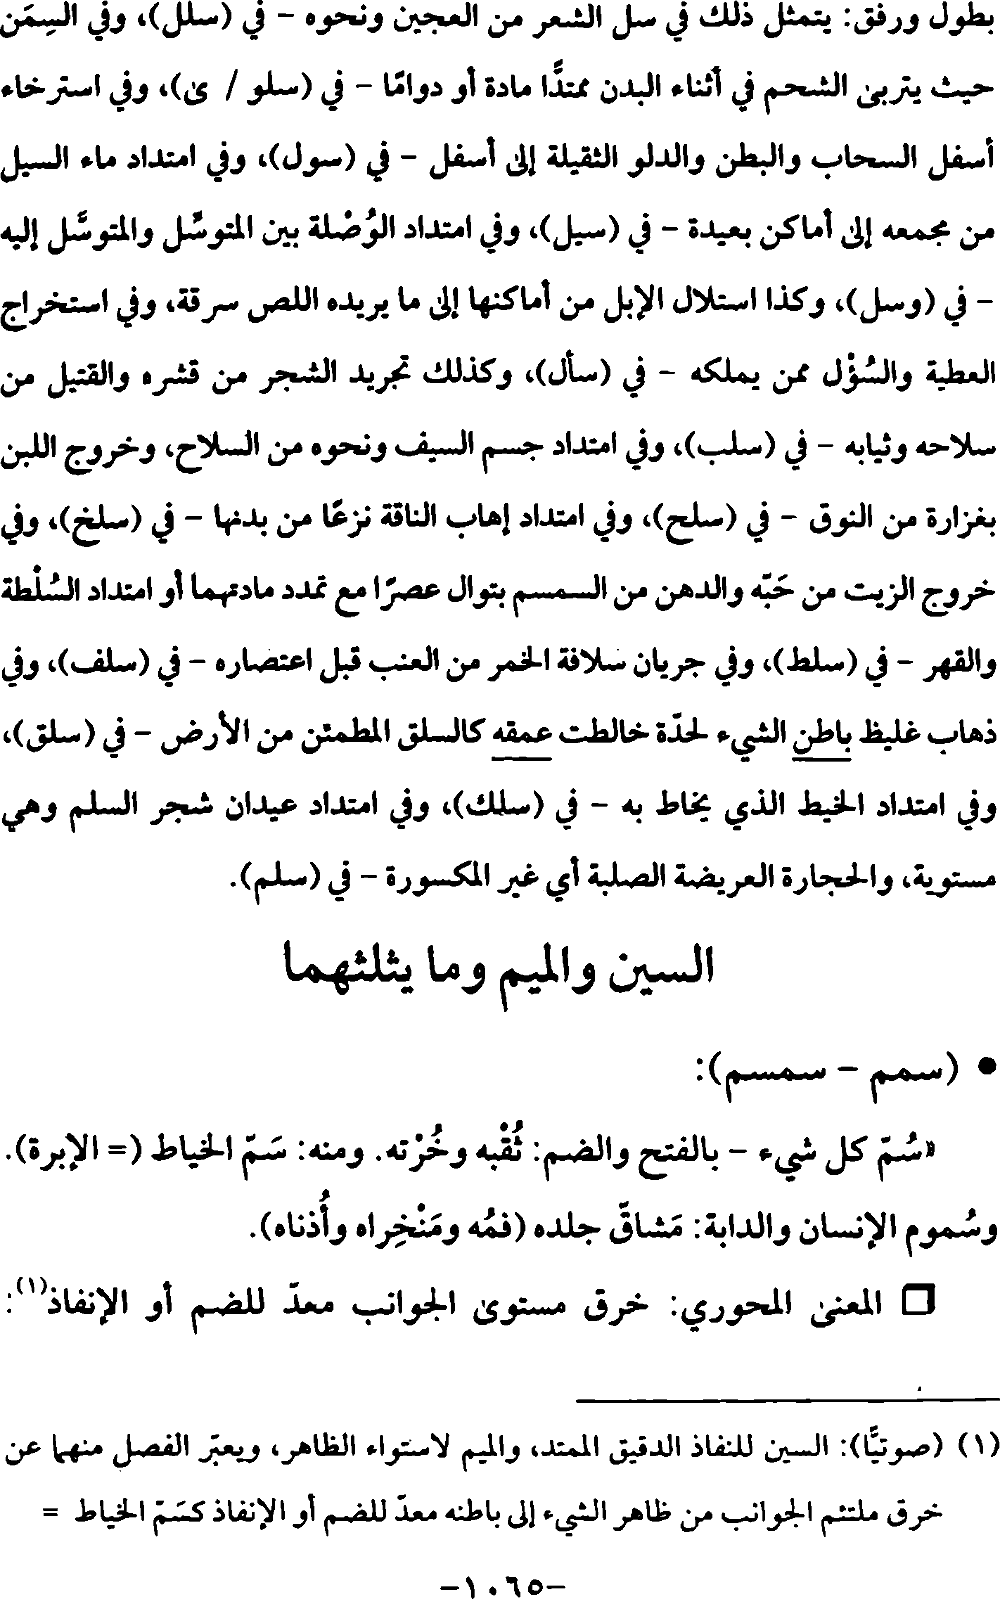 بطول ورفق: يتمثل ذلك في سل الشعر من العجين ونحوه – في (سلل)، وفي السِمَن
حيث يتربى الشحم في أثناء البدن ممتدًّا مادة أو دوامًا – في (سلو / ى)، وفي استرخاء
أسفل السحاب والبطن والدلو الثقيلة إلى أسفل – في (سول)، وفي امتداد ماء السيل
من مجمعه إلى أماكن بعيدة – في (سيل)، وفي امتداد الوُصْلة بين المتوسِّل والمتوسَّل إليه
– في (وسل)، وكذا استلال الإبل من أماكنها إلى ما يريده اللص سرقة، وفي استخراج
العطية والسُؤْل ممن يملكه – في (سأل)، وكذلك تجريد الشجر من قشره والقتيل من
سلاحه وثيابه – في (سلب)، وفي امتداد جسم السيف ونحوه من السلاح، وخروج اللبن
بغزارة من النوق – في (سلح)، وفي امتداد إهاب الناقة نزعًا من بدنها – في (سلخ)، وفي
خروج الزيت من حَبّه والدهن من السمسم بتوال عصرًا مع تمدد مادتهما أو امتداد السُلْطة
والقهر – في (سلط)، وفي جريان سلافة الخمر من العنب قبل اعتصاره – في (سلف)، وفي
ذهاب غليظ باطن الشيء لحدّة خالطت عمقه كالسلق المطمئن من الأرض – في (سلق)،
وفي امتداد الخيط الذي يخاط به – في (سلك)، وفي امتداد عيدان شجر السلم وهي
مستوية، والحجارة العريضة الصلبة أي غير المكسورة – في (سلم).
السين والميم وما يثلثهما
• (سمم – سمسم):
«سُمّ كل شيء – بالفتح والضم: ثُقْبه وخُرْته. ومنه: سَمّ الخياط (= الإبرة).
وسُموم الإنسان والدابة: مَشاقّ جلده (فمُه ومَنْخِراه وأُذناه).
□ المعنى المحوري: خرق مستوى الجوانب معدّ للضم أو الإنفاذ(١):
(١) (صوتيًّا): السين للنفاذ الدقيق الممتد، والميم لاستواء الظاهر، ويعبّر الفصل منهما عن
خرق ملتئم الجوانب من ظاهر الشيء إلى باطنه معدّ للضم أو الإنفاذ كسَمّ الخياط =
–١٠٦٥–